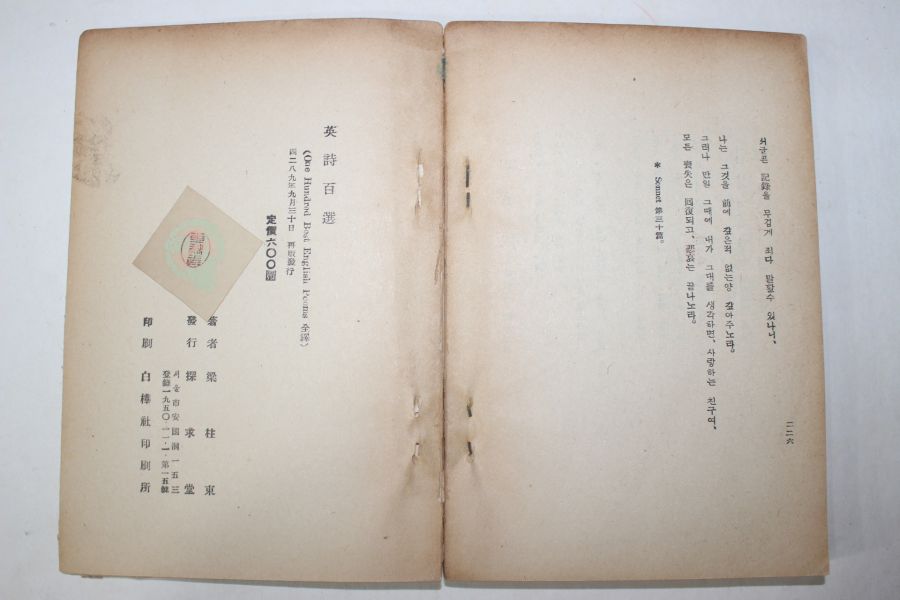 二二六
서글픈 記錄을 무겁게 죄다 말할수 있나니,
나는 그것을 前에 갚은적 없는양 갚아주노라。
그러나 만일 그때에 내가 그대를 생각하면, 사랑하는 친구여,
모든 喪失은 回復되고, 悲哀는 끝나노라。
* Sonnet 第三十篇。
英詩百選
(One Hundred Best English Poems 全譯)
四二八九年九月三十日 再版發行
定價六〇〇圜
著者 梁柱東
發行 探求堂
서울市安國洞一五三
登錄一九五〇・一一・一・第一五號
印刷 白樺社印刷所